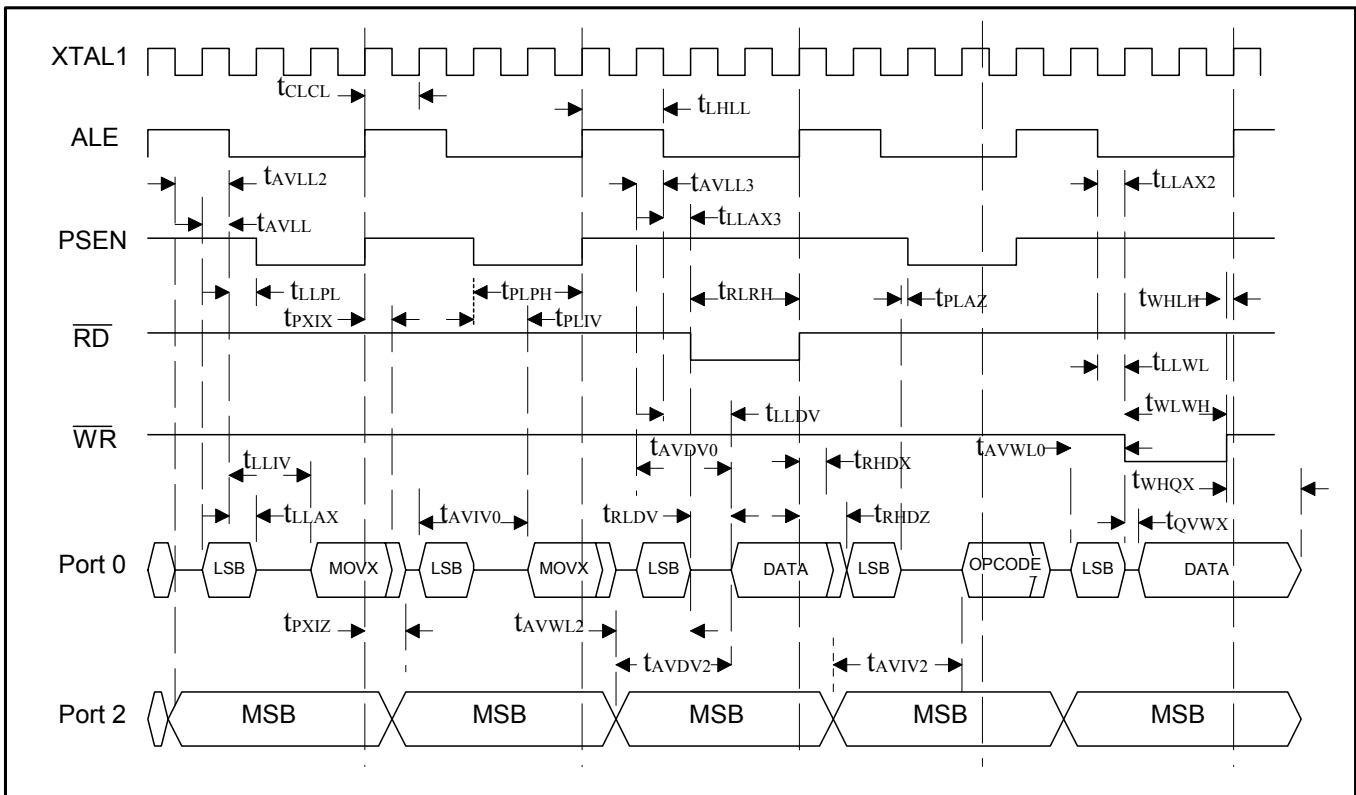 XTAL1
tCLCL
tLHLL
ALE
tAVLL2
tAVLL3
tLLAX2
tAVLL
tLLAX3
PSEN
tLLPL
tPLPH
tRLRH
tPLAZ
tWHLH
tPXIX
tPLIV
RD
tLLWL
tLLDV
tWLWH
WR
tAVDV0
tAVWL0
tLLIV
tRHDX
tWHQX
tLLAX
tAVIV0
tRLDV
tRHDZ
tQVWX
Port 0 LSB MOVX LSB MOVX LSB DATA LSB OPCODE LSB DATA
tPXIZ
tAVWL2
tAVDV2
tAVIV2
Port 2 MSB MSB MSB MSB MSB